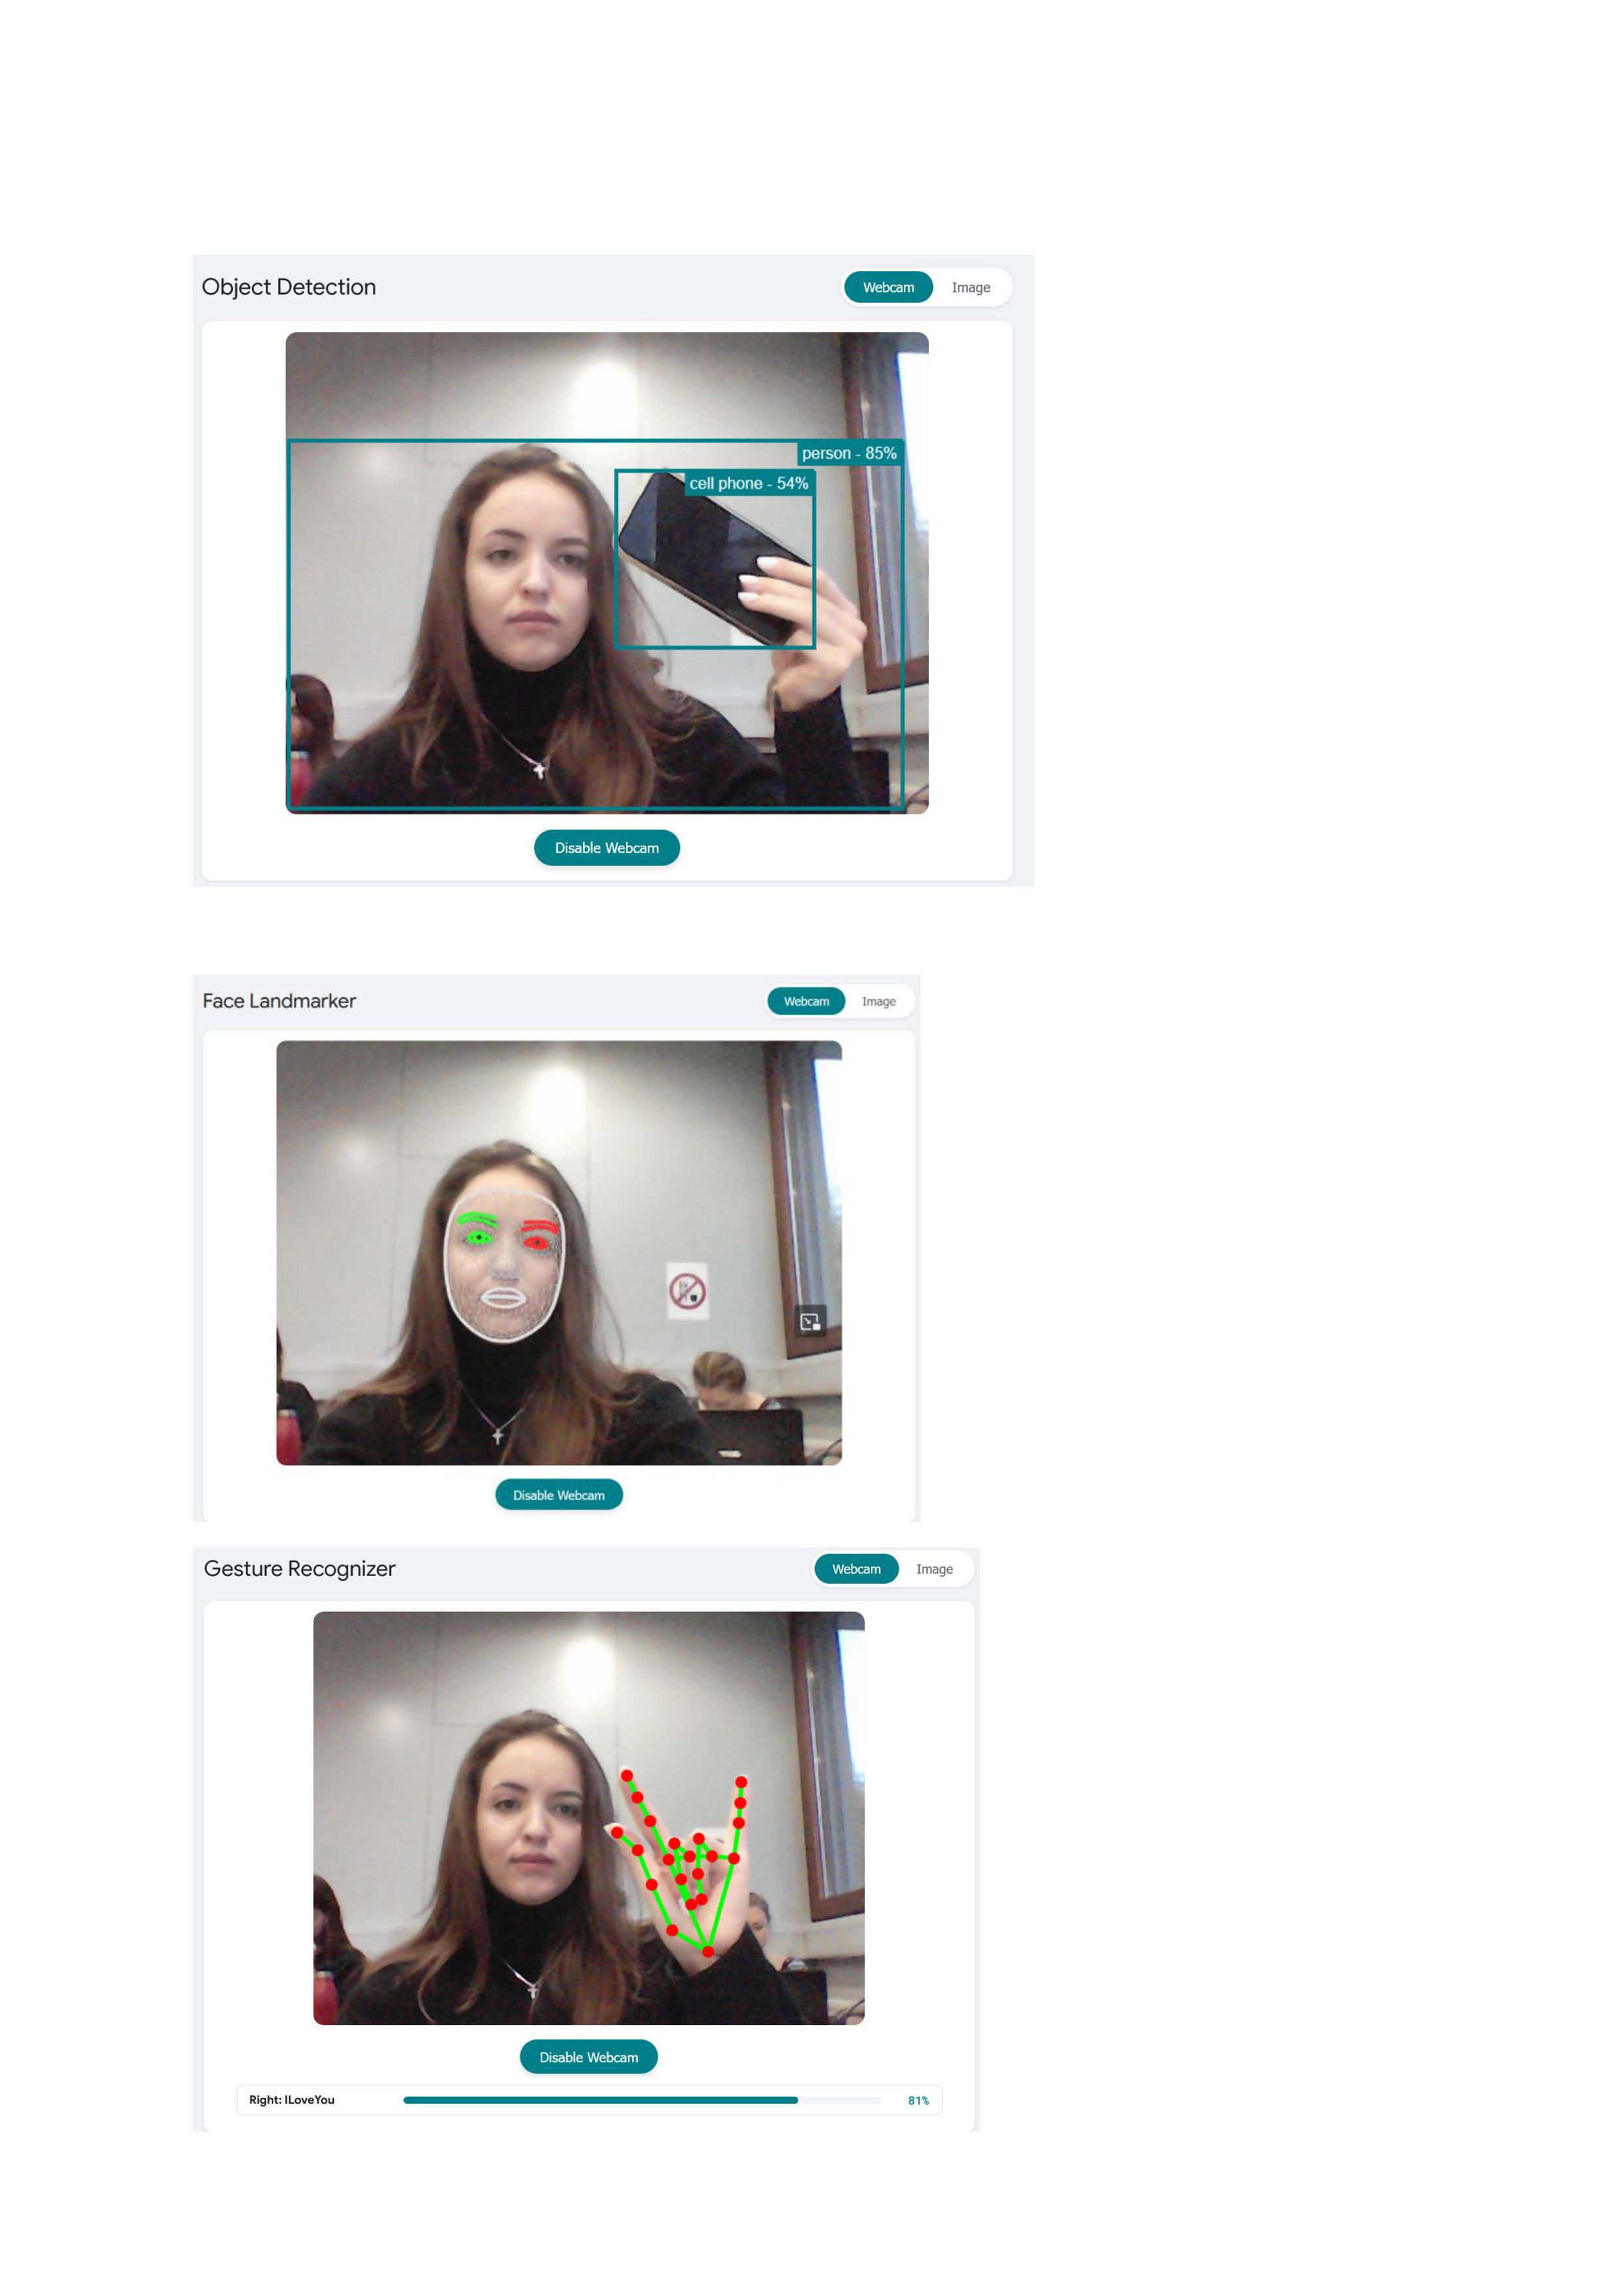 Object Detection
Webcam Image
person - 85%
cell phone - 54%
Disable Webcam
Face Landmarker
Webcam Image
Disable Webcam
Gesture Recognizer
Webcam Image
Disable Webcam
Right: ILoveYou 81%